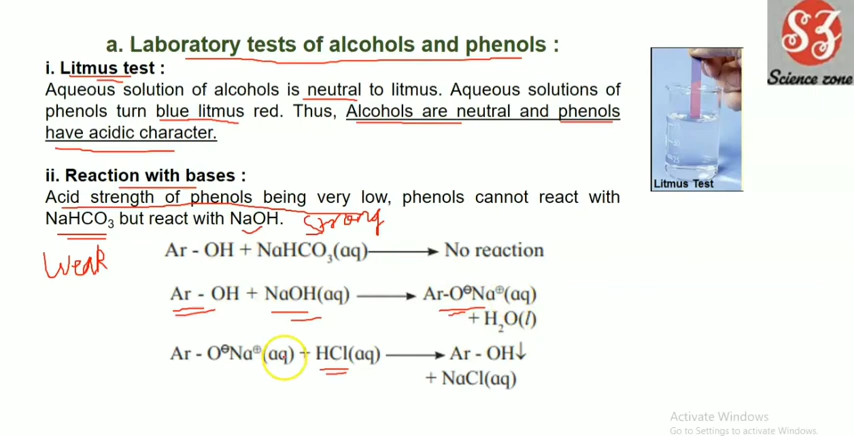 a. Laboratory tests of alcohols and phenols :
SZ
Science zone
i. Litmus test :
Aqueous solution of alcohols is neutral to litmus. Aqueous solutions of
phenols turn blue litmus red. Thus, Alcohols are neutral and phenols
have acidic character.
Litmus Test
ii. Reaction with bases :
Acid strength of phenols being very low, phenols cannot react with
NaHCO₃ but react with NaOH. Strong
Weak
Ar - OH + NaHCO₃(aq) ⟶ No reaction
Ar - OH + NaOH(aq) ⟶ Ar-O⊖Na⊕(aq)
+ H₂O(l)
Ar - O⊖Na⊕(aq) + HCl(aq) ⟶ Ar - OH↓
+ NaCl(aq)
Activate Windows
Go to Settings to activate Windows.